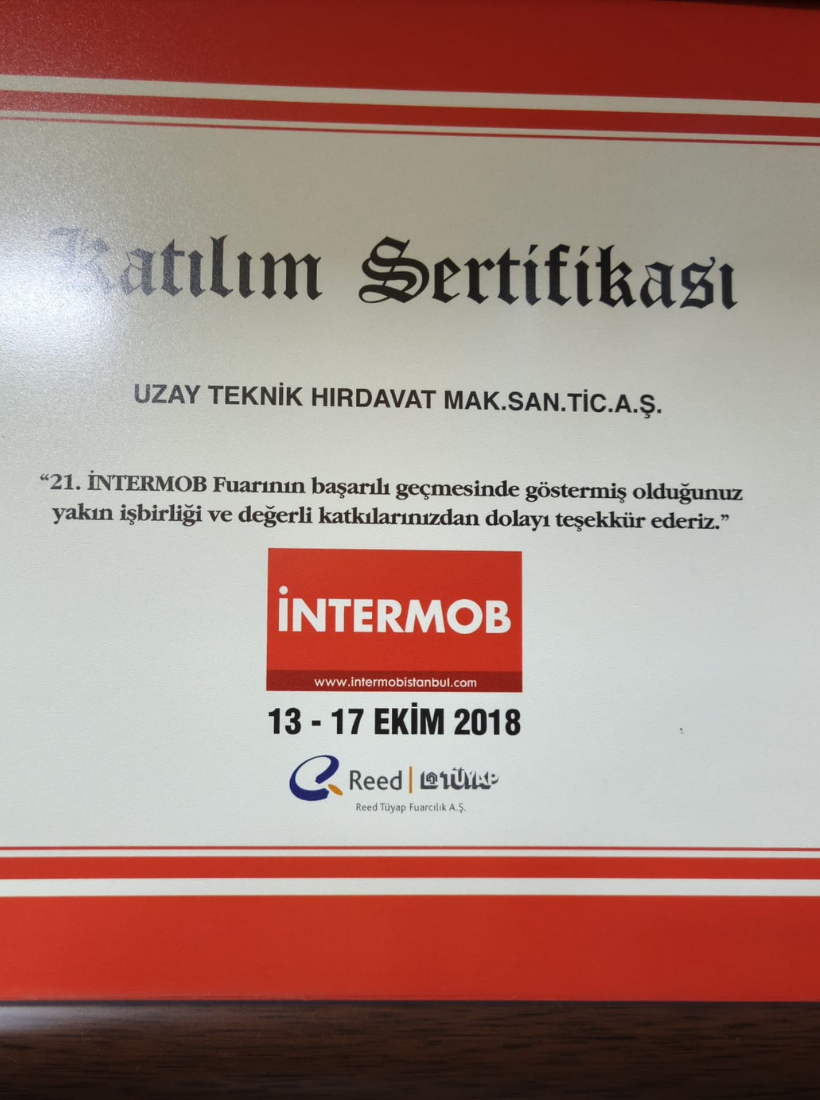 Katılım Sertifikası
UZAY TEKNİK HIRDAVAT MAK.SAN.TİC.A.Ş.
“21. İNTERMOB Fuarının başarılı geçmesinde göstermiş olduğunuz
yakın işbirliği ve değerli katkılarınızdan dolayı teşekkür ederiz.”
İNTERMOB
www.intermobistanbul.com
13 - 17 EKİM 2018
Reed | TÜYAP
Reed Tüyap Fuarcılık A.Ş.